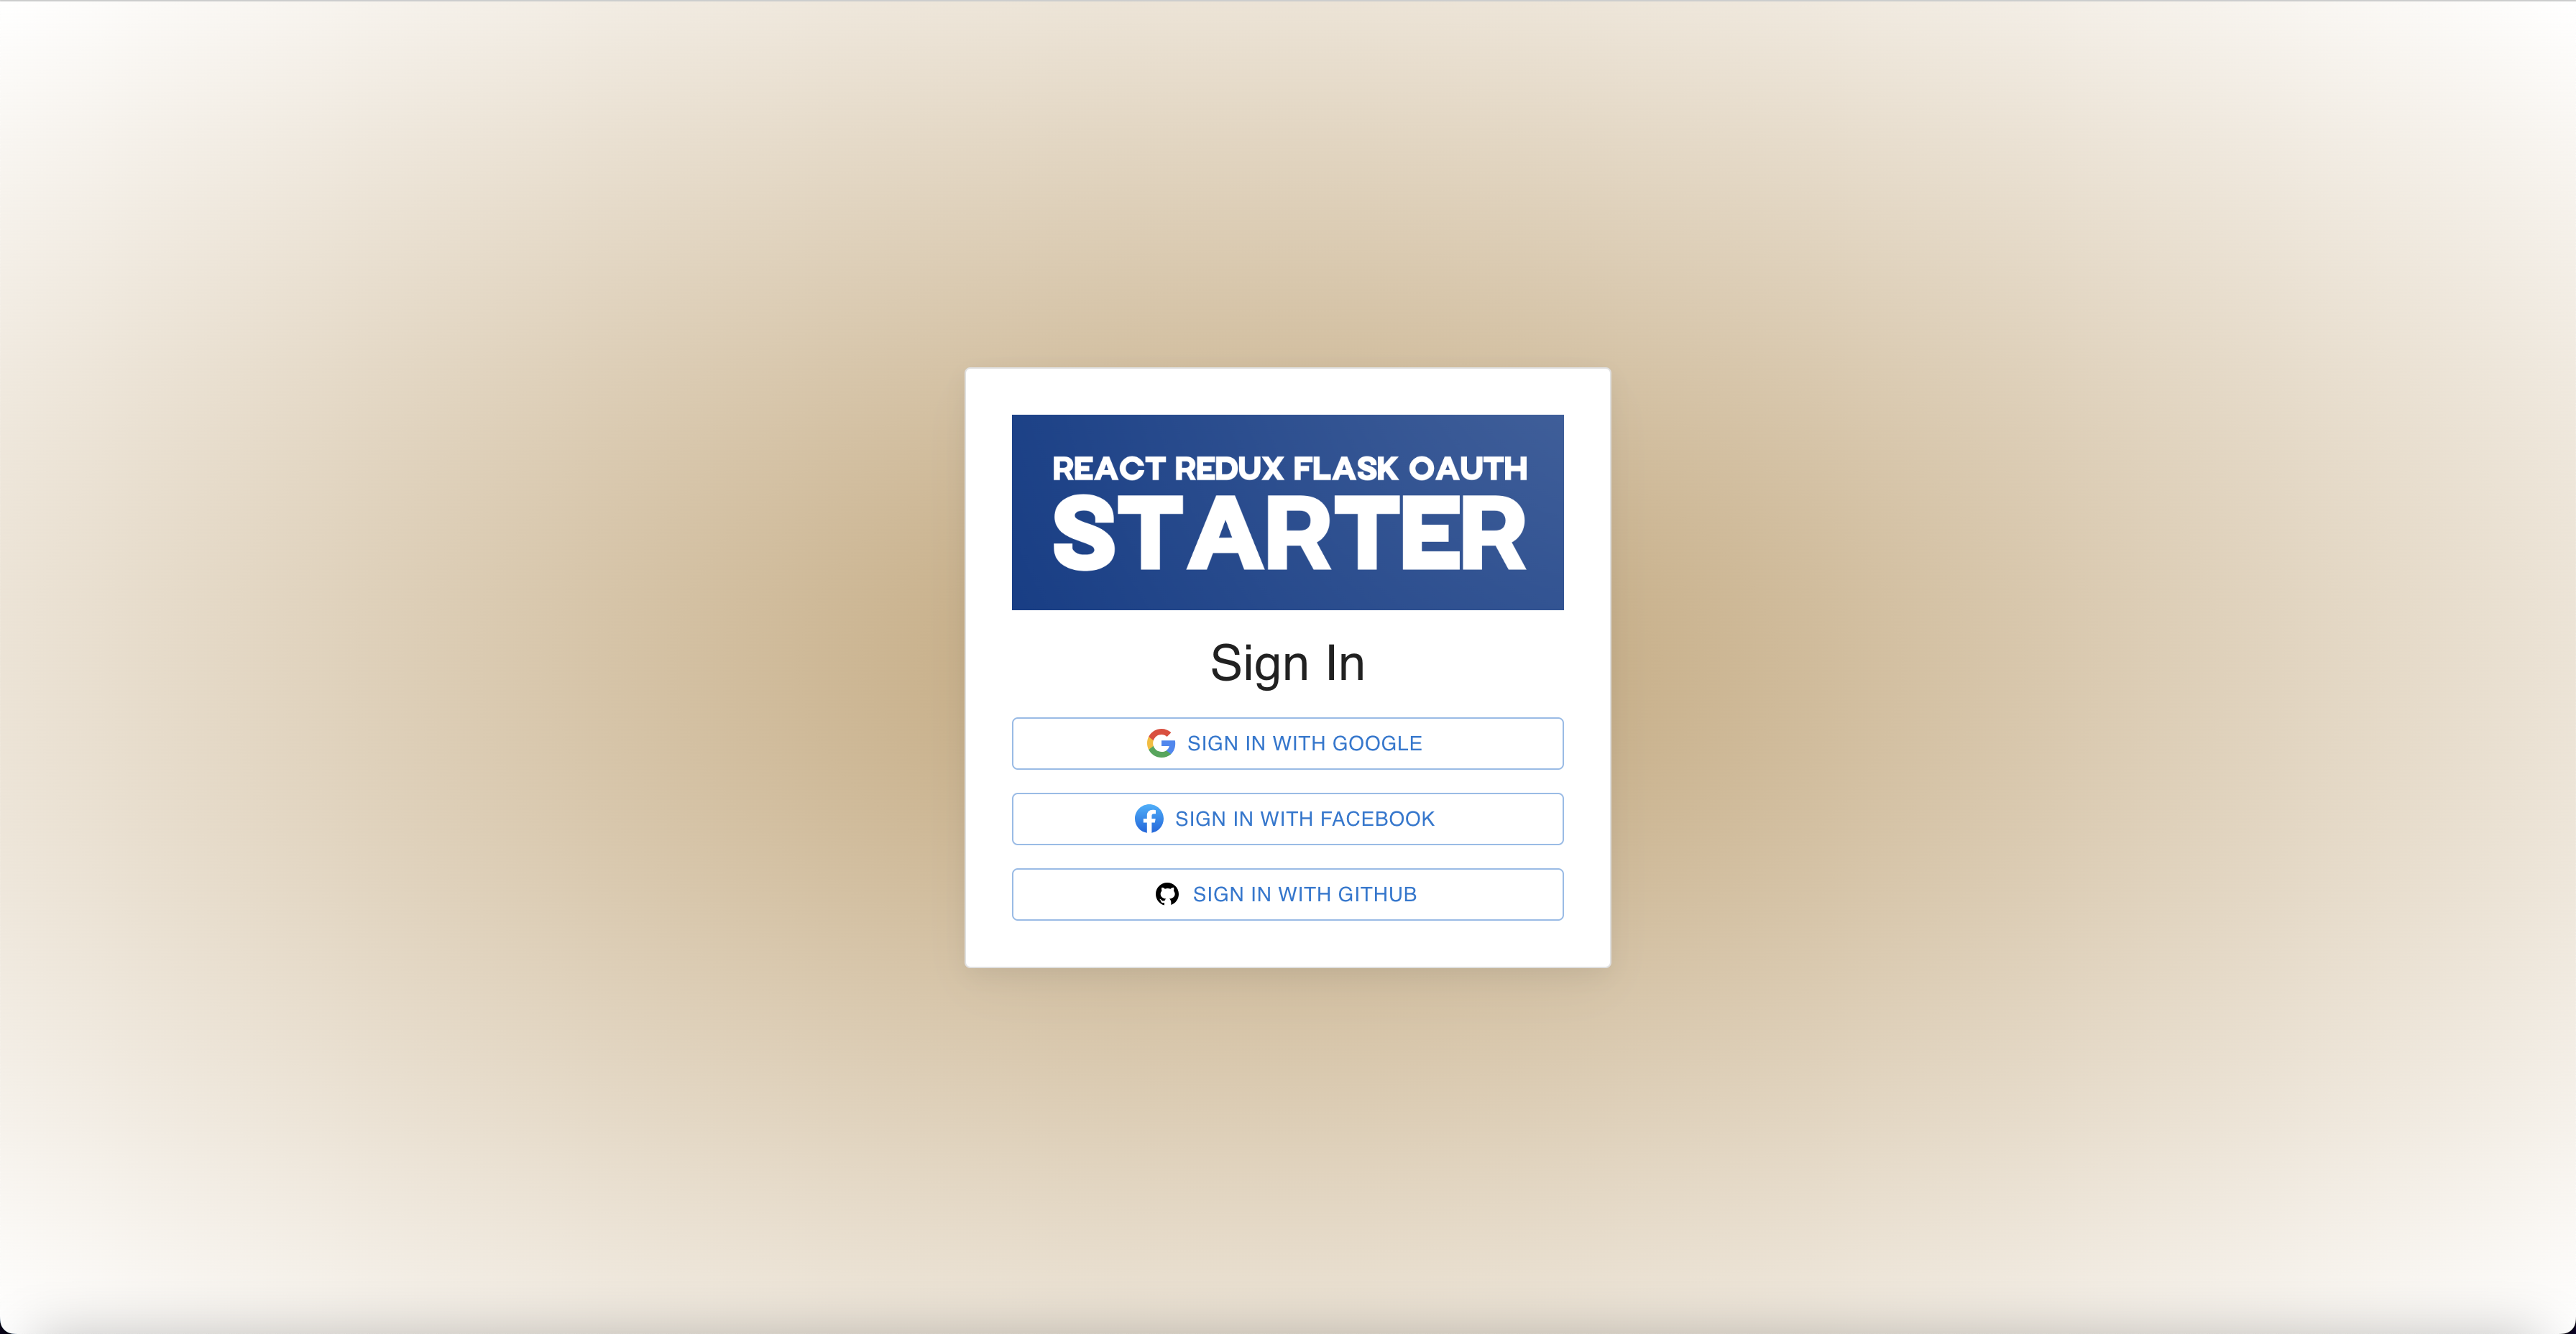 REACT REDUX FLASK OAUTH
STARTER
Sign In
SIGN IN WITH GOOGLE
SIGN IN WITH FACEBOOK
SIGN IN WITH GITHUB